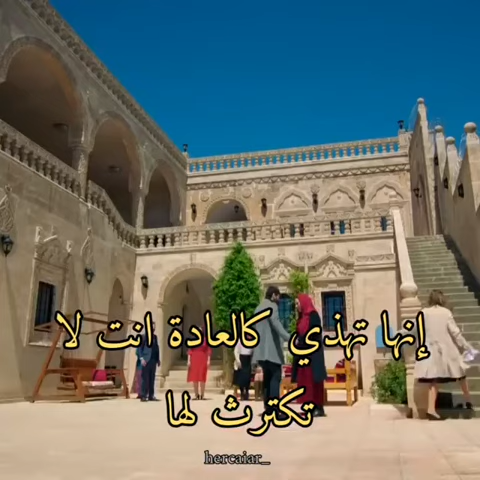 إنها تهذي كالعادة انت لا
تكترث لها
hercaiar_